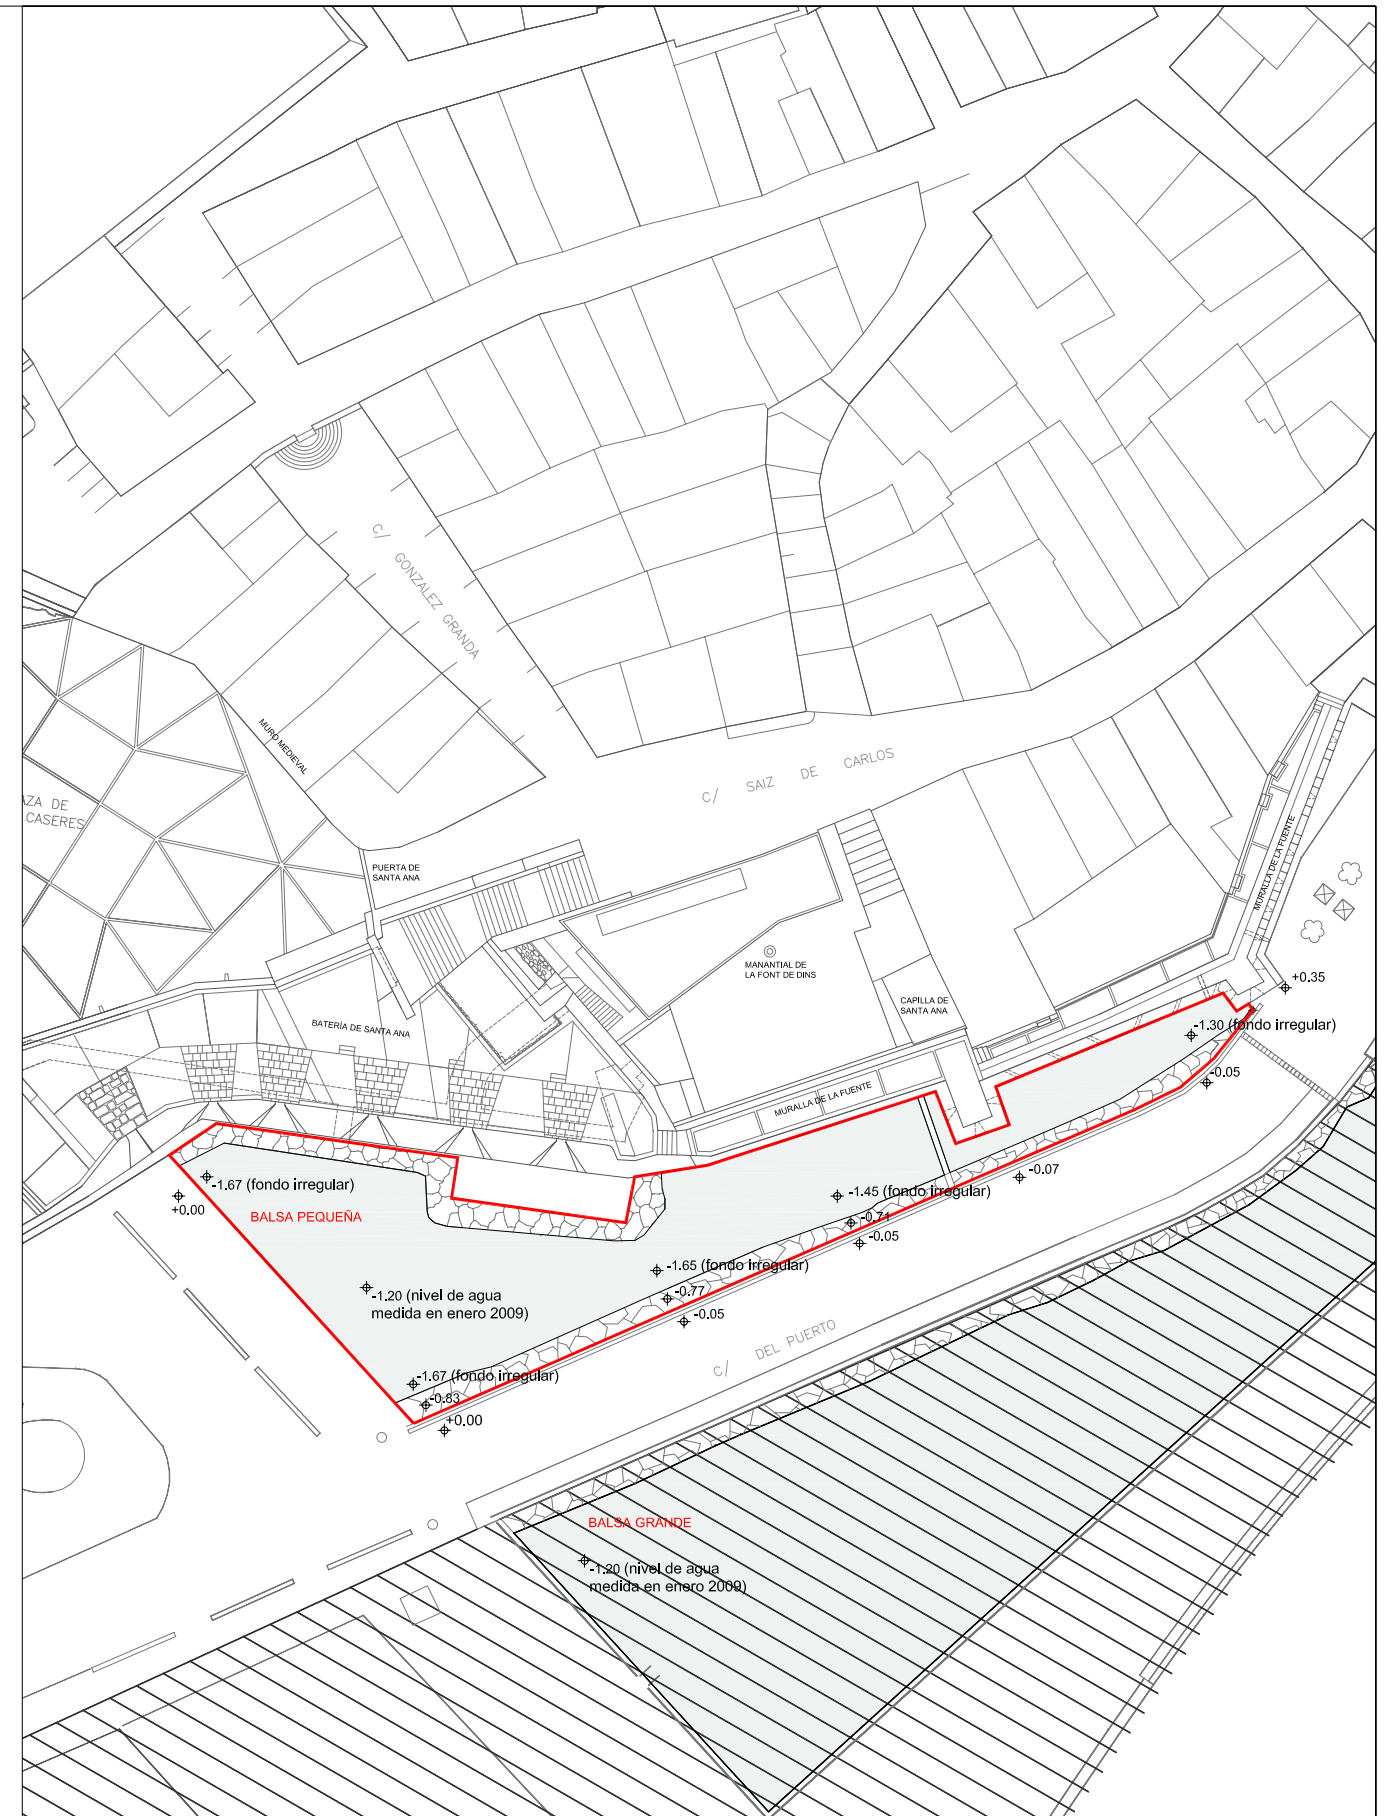 C/ GONZALEZ GRANDA
MURO MEDIEVAL
C/ SAIZ DE CARLOS
AZA DE
CASERES
PUERTA DE
SANTA ANA
MURALLA DE LA FUENTE
MANANTIAL DE
LA FONT DE DINS
CAPILLA DE
SANTA ANA
+0.35
BATERÍA DE SANTA ANA
-1.30 (fondo irregular)
-0.05
MURALLA DE LA FUENTE
-0.07
-1.67 (fondo irregular)
+0.00
BALSA PEQUEÑA
-1.45 (fondo irregular)
-0.71
-0.05
-1.65 (fondo irregular)
-1.20 (nivel de agua
medida en enero 2009)
-0.77
-0.05
C/ DEL PUERTO
-1.67 (fondo irregular)
-0.83
+0.00
BALSA GRANDE
-1.20 (nivel de agua
medida en enero 2009)